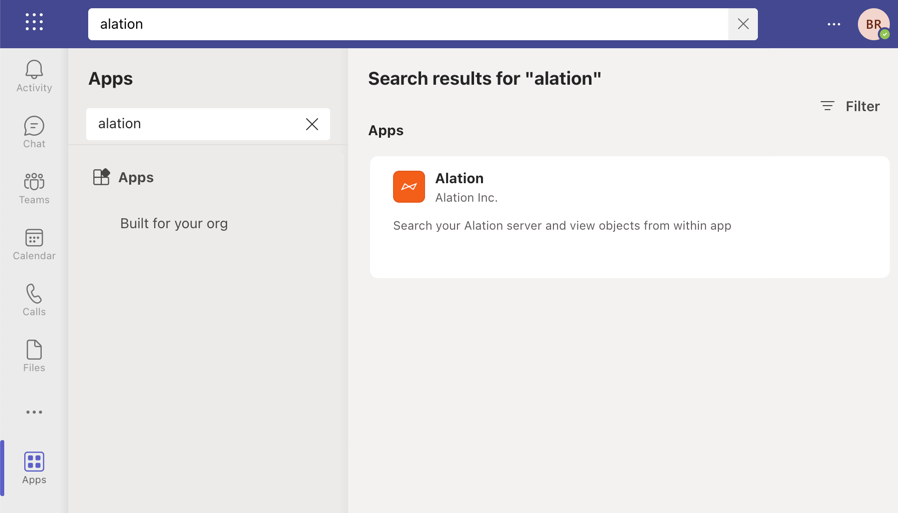 alation
BR
Activity
Chat
Teams
Calendar
Calls
Files
Apps
Apps
alation
Apps
Built for your org
Search results for "alation"
Filter
Apps
Alation
Alation Inc.
Search your Alation server and view objects from within app